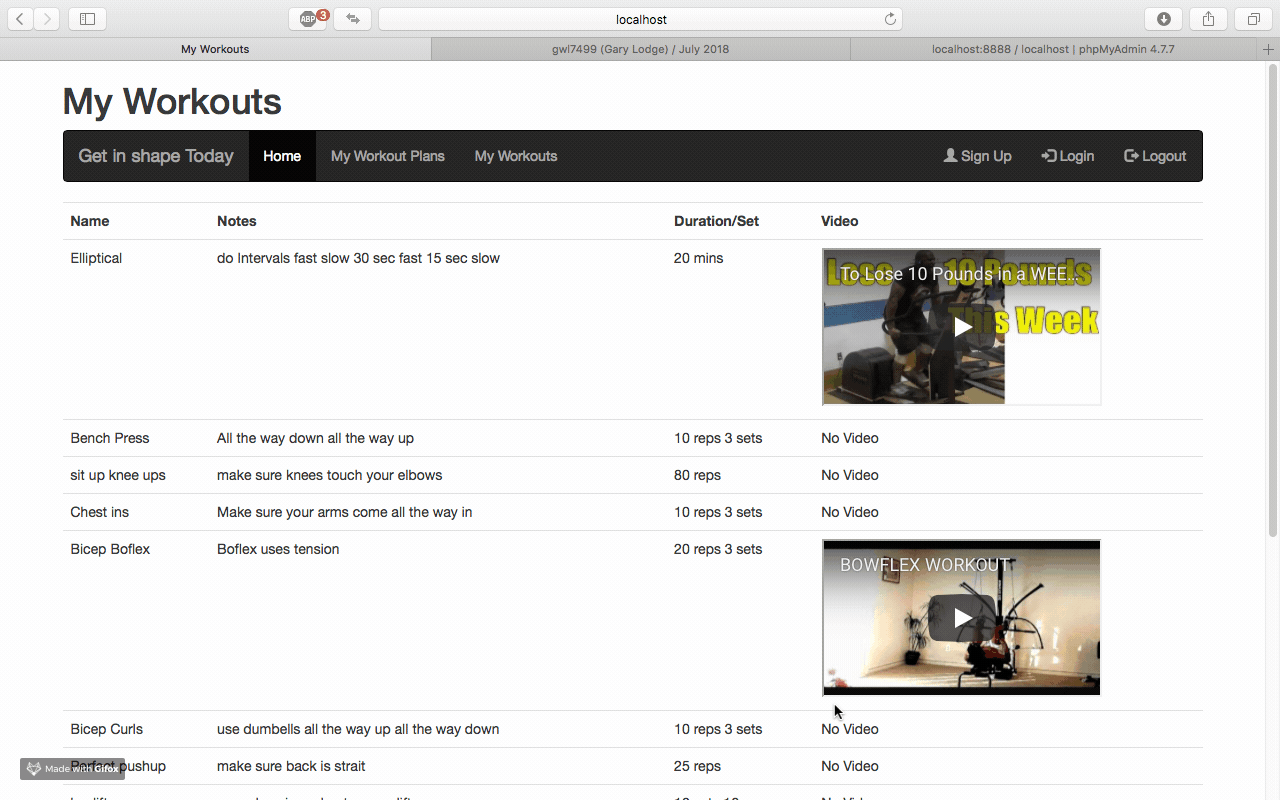 ABP 3
localhost
My Workouts
gwl7499 (Gary Lodge) / July 2018
localhost:8888 / localhost | phpMyAdmin 4.7.7
My Workouts
Get in shape Today Home My Workout Plans My Workouts Sign Up Login Logout
Name Notes Duration/Set Video
Elliptical do Intervals fast slow 30 sec fast 15 sec slow 20 mins
To Lose 10 Pounds in a WEE...
Lose 10 Pounds
This Week
Bench Press All the way down all the way up 10 reps 3 sets No Video
sit up knee ups make sure knees touch your elbows 80 reps No Video
Chest ins Make sure your arms come all the way in 10 reps 3 sets No Video
Bicep Boflex Boflex uses tension 20 reps 3 sets
BOWFLEX WORKOUT
Bicep Curls use dumbells all the way up all the way down 10 reps 3 sets No Video
Perfect pushup make sure back is strait 25 reps No Video
Made with Gifox